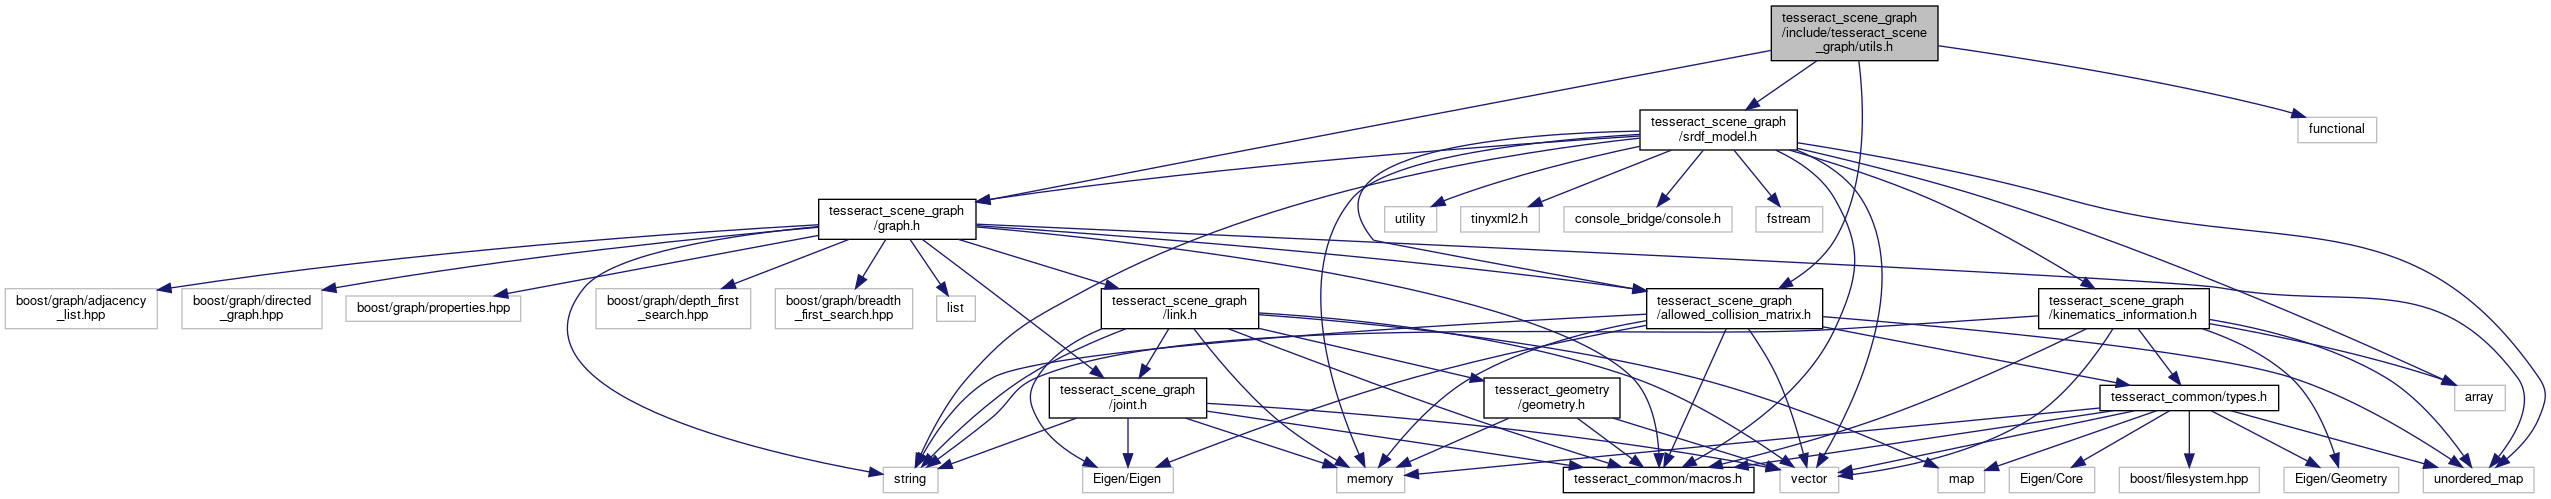 tesseract_scene_graph
/include/tesseract_scene
_graph/utils.h
tesseract_scene_graph
/srdf_model.h
functional
tesseract_scene_graph
/graph.h
utility
tinyxml2.h
console_bridge/console.h
fstream
boost/graph/adjacency
_list.hpp
boost/graph/directed
_graph.hpp
boost/graph/properties.hpp
boost/graph/depth_first
_search.hpp
boost/graph/breadth
_first_search.hpp
list
tesseract_scene_graph
/link.h
tesseract_scene_graph
/allowed_collision_matrix.h
tesseract_scene_graph
/kinematics_information.h
tesseract_scene_graph
/joint.h
tesseract_geometry
/geometry.h
tesseract_common/types.h
array
string
Eigen/Eigen
memory
tesseract_common/macros.h
vector
map
Eigen/Core
boost/filesystem.hpp
Eigen/Geometry
unordered_map